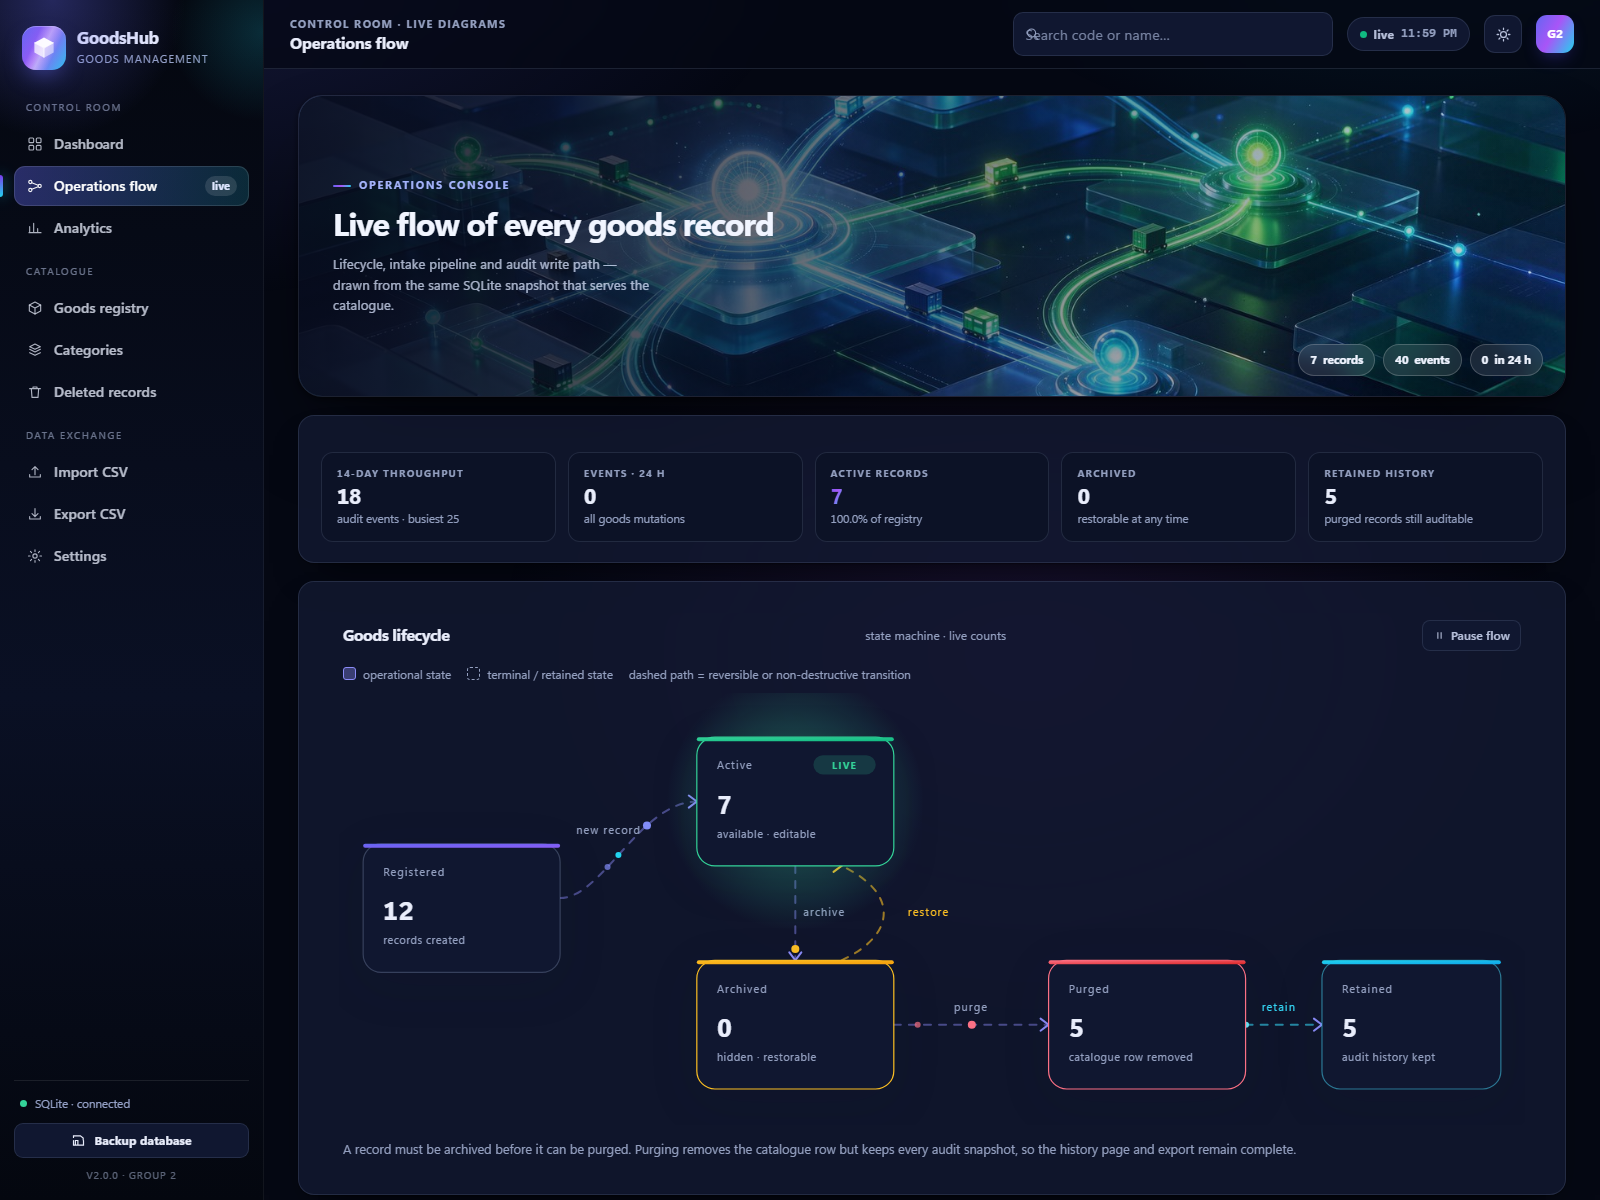 GoodsHub
GOODS MANAGEMENT
CONTROL ROOM
Dashboard
Operations flow
live
Analytics
CATALOGUE
Goods registry
Categories
Deleted records
DATA EXCHANGE
Import CSV
Export CSV
Settings
SQLite · connected
Backup database
V2.0.0 · GROUP 2
CONTROL ROOM · LIVE DIAGRAMS
Operations flow
Search code or name...
live 11:59 PM
G2
OPERATIONS CONSOLE
Live flow of every goods record
Lifecycle, intake pipeline and audit write path —
drawn from the same SQLite snapshot that serves the
catalogue.
7 records
40 events
0 in 24 h
14-DAY THROUGHPUT
18
audit events · busiest 25
EVENTS · 24 H
0
all goods mutations
ACTIVE RECORDS
7
100.0% of registry
ARCHIVED
0
restorable at any time
RETAINED HISTORY
5
purged records still auditable
Goods lifecycle
state machine · live counts
Pause flow
operational state
terminal / retained state
dashed path = reversible or non-destructive transition
Active
LIVE
7
available · editable
new record
Registered
12
records created
archive
restore
Archived
0
hidden · restorable
purge
Purged
5
catalogue row removed
retain
Retained
5
audit history kept
A record must be archived before it can be purged. Purging removes the catalogue row but keeps every audit snapshot, so the history page and export remain complete.